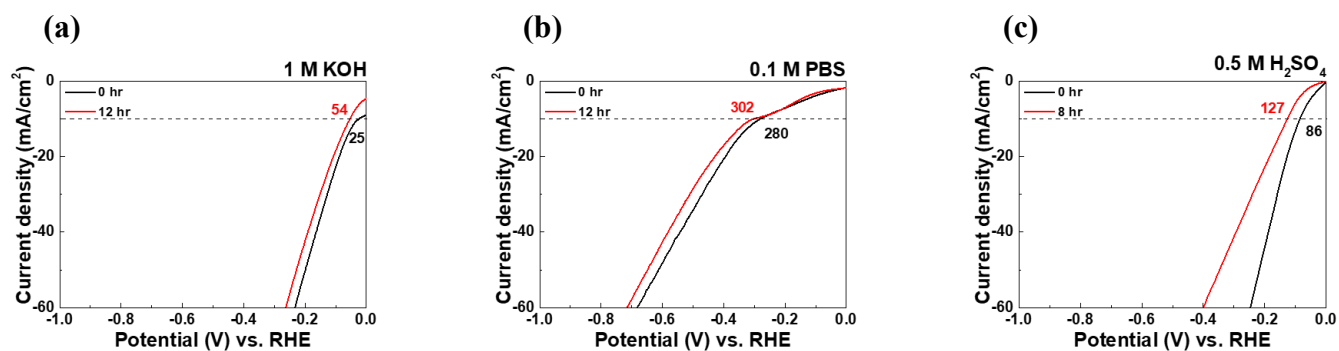 (a)
1 M KOH
0
-20
-40
-60
Current density (mA/cm²)
0 hr
12 hr
54
25
-1.0 -0.8 -0.6 -0.4 -0.2 0.0
Potential (V) vs. RHE
(b)
0.1 M PBS
0
-20
-40
-60
Current density (mA/cm²)
0 hr
12 hr
302
280
-1.0 -0.8 -0.6 -0.4 -0.2 0.0
Potential (V) vs. RHE
(c)
0.5 M H₂SO₄
0
-20
-40
-60
Current density (mA/cm²)
0 hr
8 hr
127
86
-1.0 -0.8 -0.6 -0.4 -0.2 0.0
Potential (V) vs. RHE